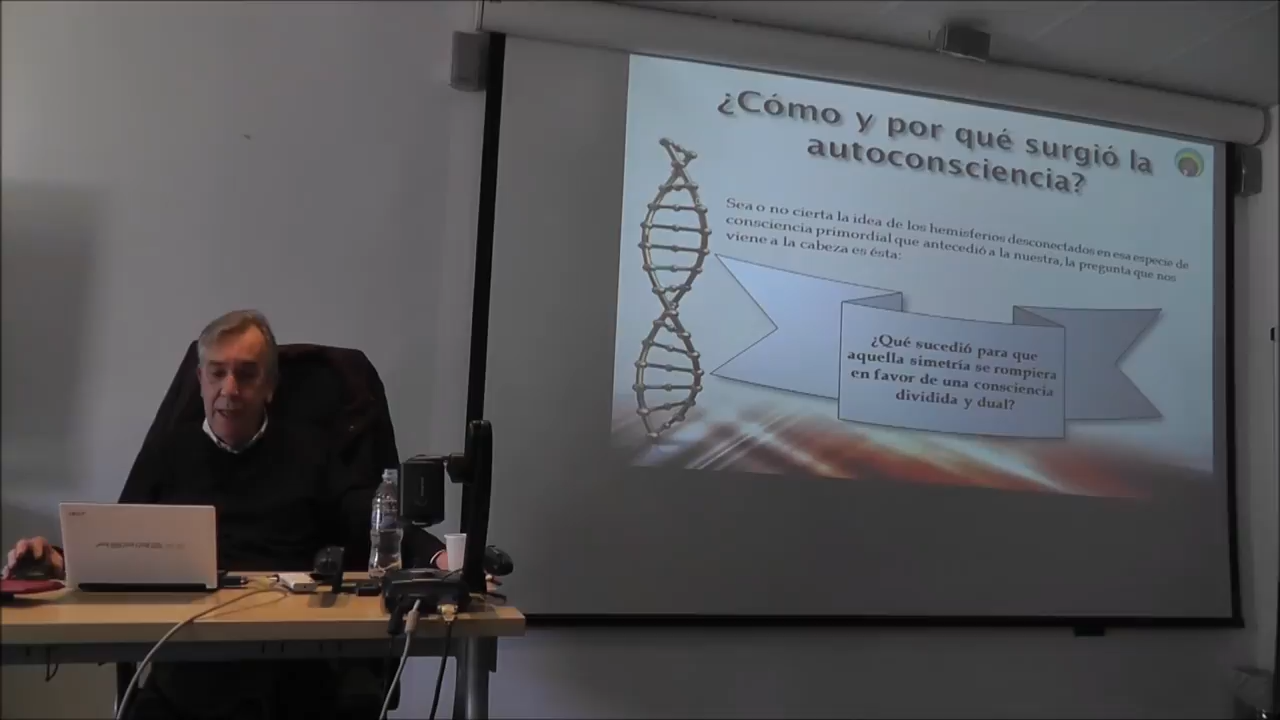 ¿Cómo y por qué surgió la
autoconsciencia?
Sea o no cierta la idea de los hemisferios desconectados en esa especie de
consciencia primordial que antecedió a la nuestra, la pregunta que nos
viene a la cabeza es ésta:
¿Qué sucedió para que
aquella simetría se rompiera
en favor de una consciencia
dividida y dual?
acer
ASPIRE